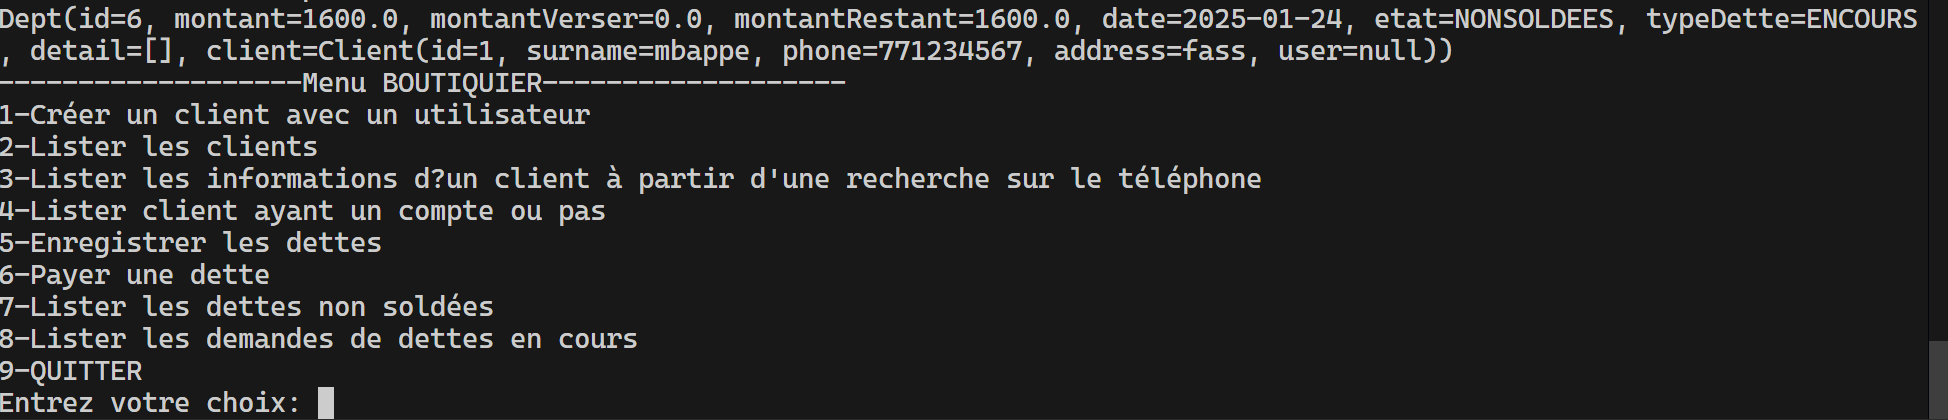 Dept(id=6, montant=1600.0, montantVerser=0.0, montantRestant=1600.0, date=2025-01-24, etat=NONSOLDEES, typeDette=ENCOURS
, detail=[], client=Client(id=1, surname=mbappe, phone=771234567, address=fass, user=null))
-------------------Menu BOUTIQUIER-------------------
1-Créer un client avec un utilisateur
2-Lister les clients
3-Lister les informations d?un client à partir d'une recherche sur le téléphone
4-Lister client ayant un compte ou pas
5-Enregistrer les dettes
6-Payer une dette
7-Lister les dettes non soldées
8-Lister les demandes de dettes en cours
9-QUITTER
Entrez votre choix: